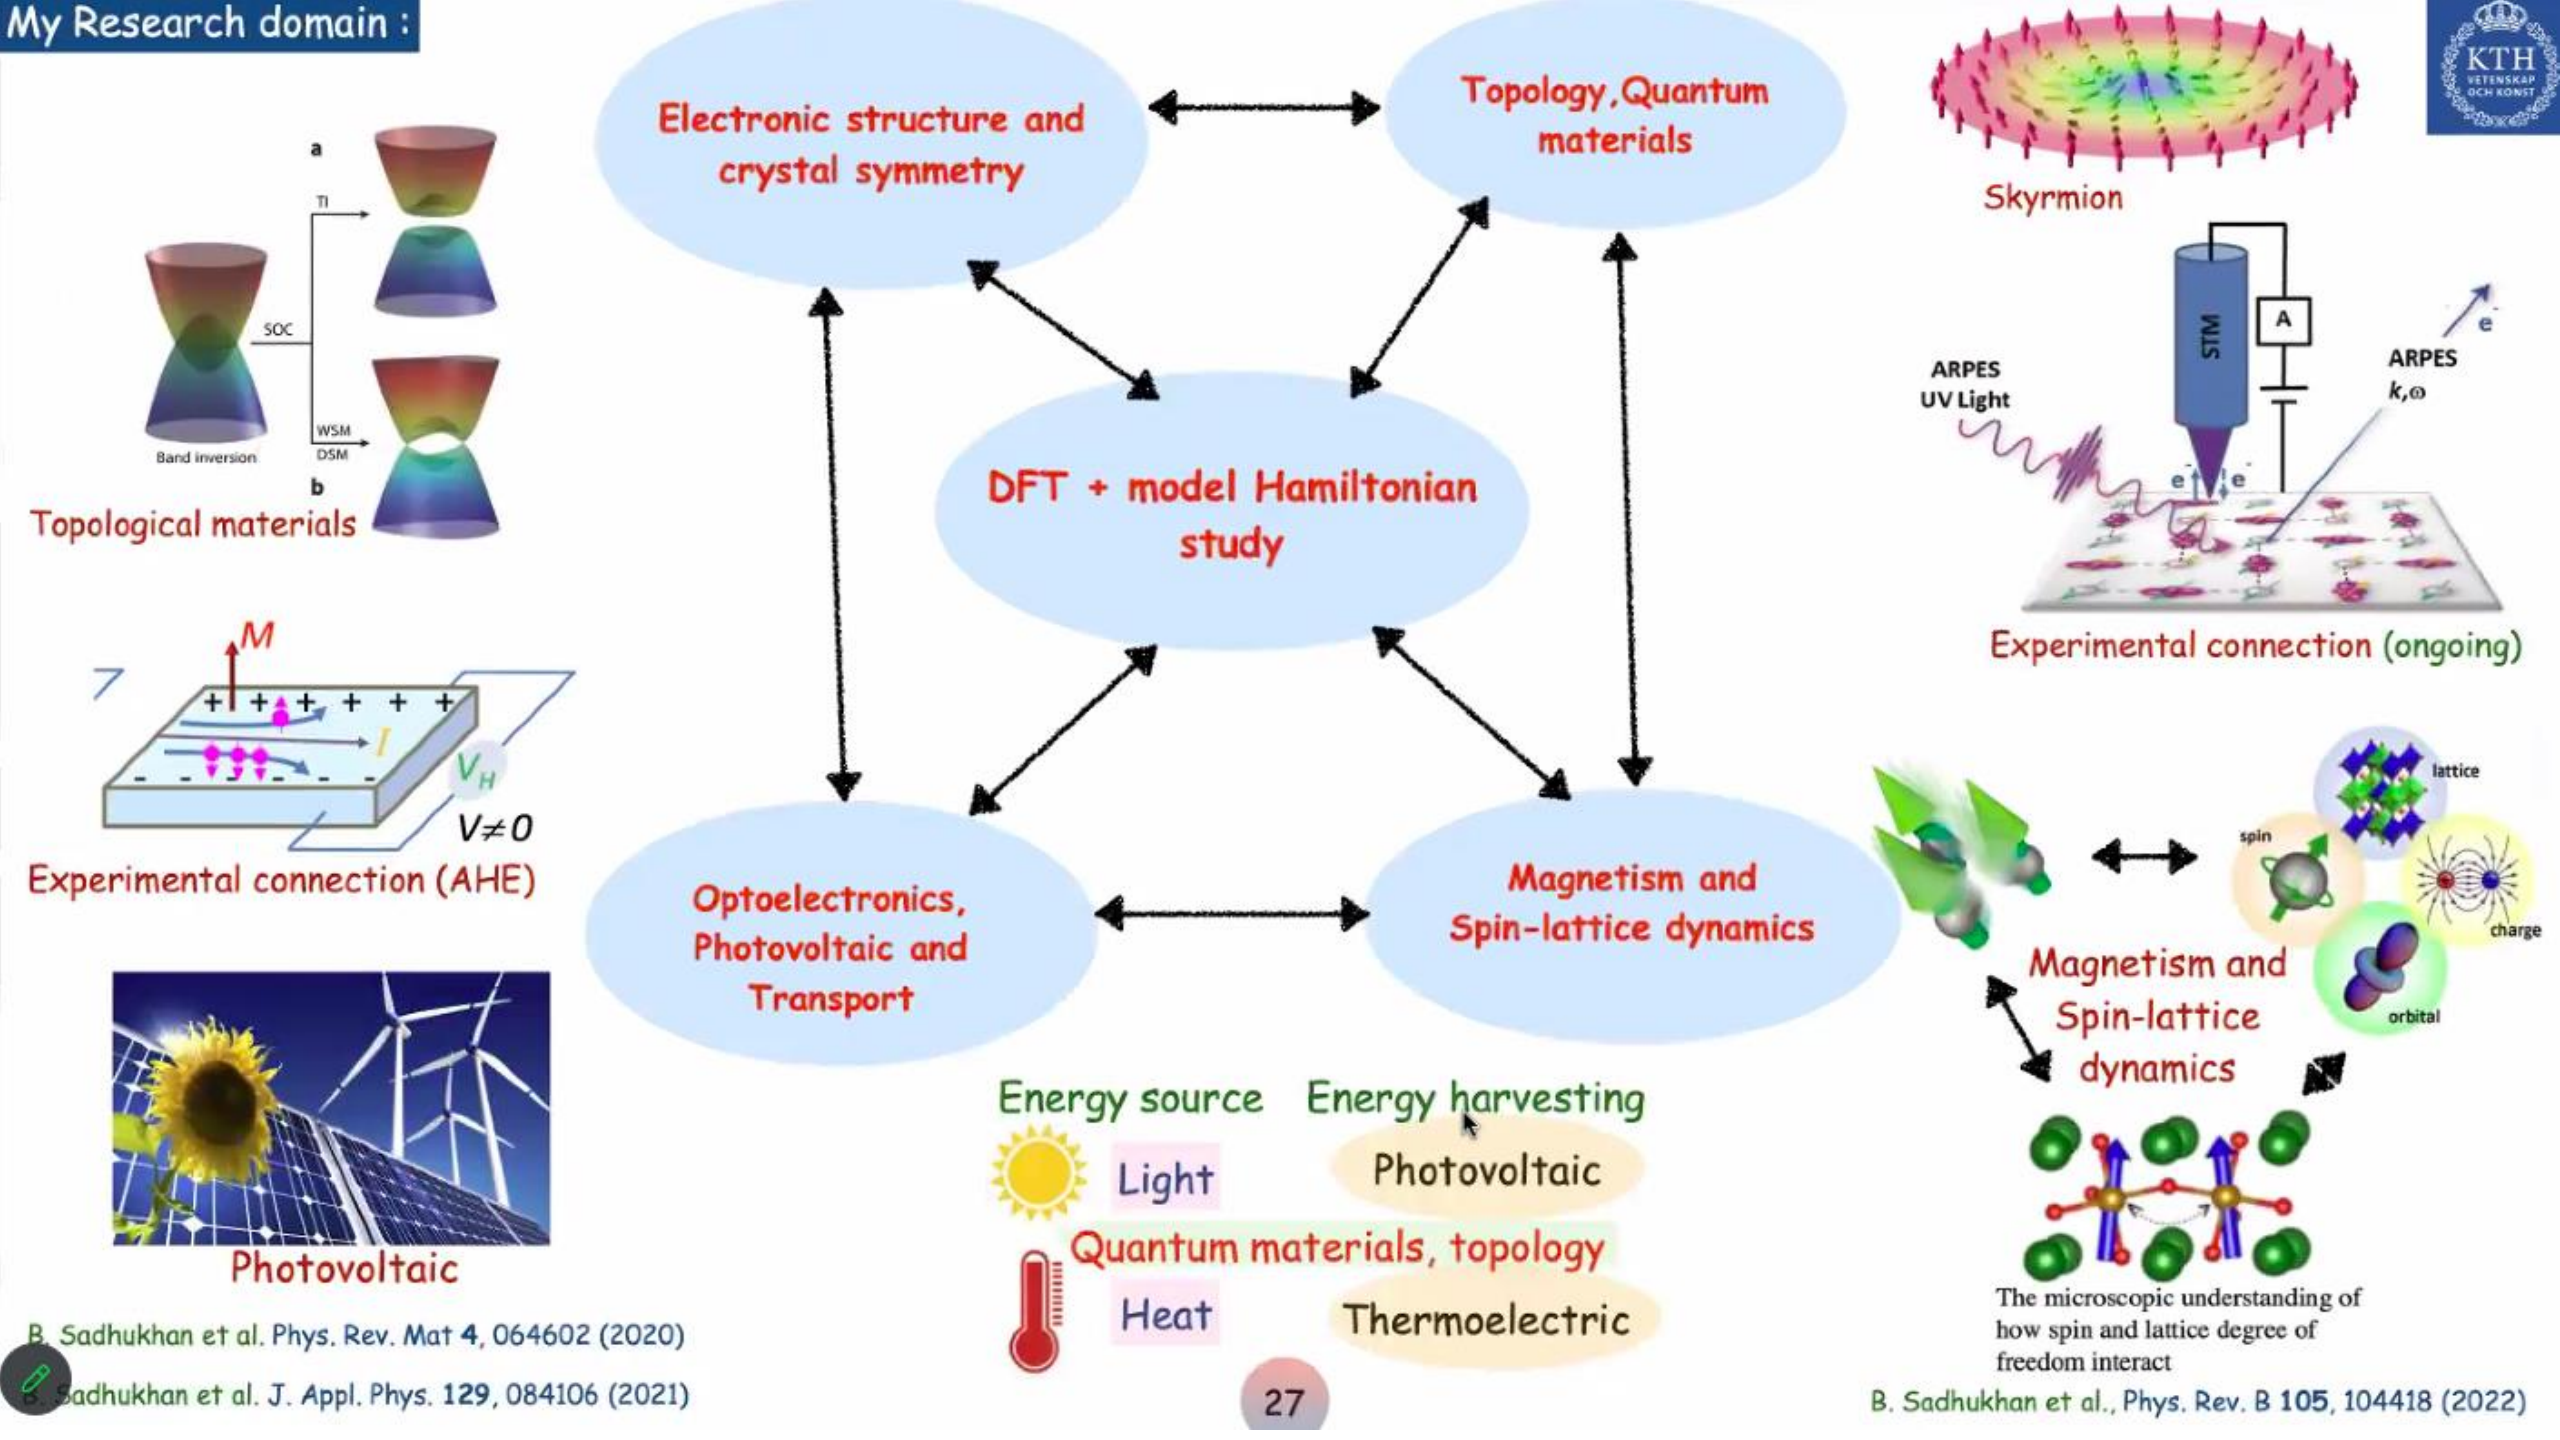 My Research domain :
Electronic structure and
crystal symmetry
Topology,Quantum
materials
KTH
VETENSKAP
OCH KONST
Skyrmion
a
TI
SOC
WSM
DSM
Band inversion
b
Topological materials
DFT + model Hamiltonian
study
STM
A
e-
ARPES
UV Light
ARPES
k,ω
e-
e-
Experimental connection (ongoing)
M
+ + + + + +
I
- - - - - -
VH
V≠0
Experimental connection (AHE)
Optoelectronics,
Photovoltaic and
Transport
Magnetism and
Spin-lattice dynamics
lattice
spin
charge
orbital
Magnetism and
Spin-lattice
dynamics
Photovoltaic
Energy source Energy harvesting
Light
Photovoltaic
Quantum materials, topology
Heat
Thermoelectric
The microscopic understanding of
how spin and lattice degree of
freedom interact
B. Sadhukhan et al. Phys. Rev. Mat 4, 064602 (2020)
B. Sadhukhan et al. J. Appl. Phys. 129, 084106 (2021)
27
B. Sadhukhan et al., Phys. Rev. B 105, 104418 (2022)